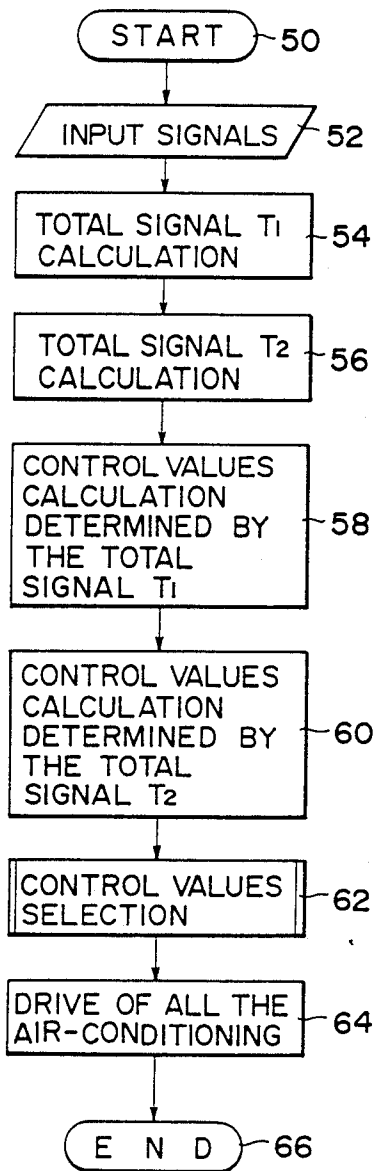 START 50
INPUT SIGNALS 52
TOTAL SIGNAL T1
CALCULATION 54
TOTAL SIGNAL T2
CALCULATION 56
CONTROL VALUES
CALCULATION
DETERMINED BY 58
THE TOTAL
SIGNAL T1
CONTROL VALUES
CALCULATION
DETERMINED BY 60
THE TOTAL
SIGNAL T2
CONTROL VALUES
SELECTION 62
DRIVE OF ALL THE
AIR-CONDITIONING 64
END 66